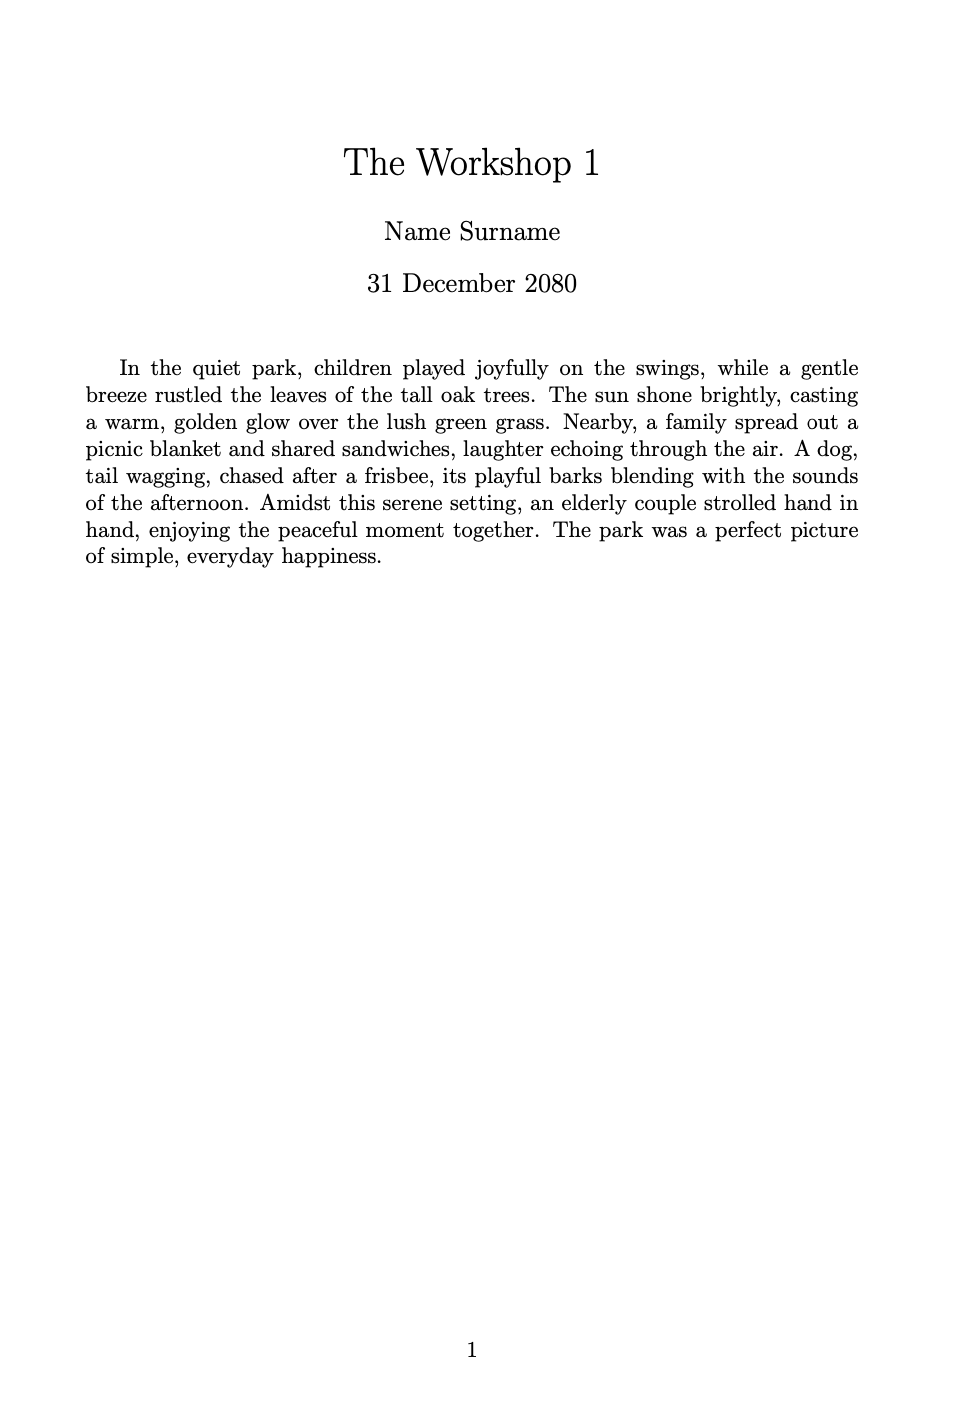 The Workshop 1
Name Surname
31 December 2080
In the quiet park, children played joyfully on the swings, while a gentle
breeze rustled the leaves of the tall oak trees. The sun shone brightly, casting
a warm, golden glow over the lush green grass. Nearby, a family spread out a
picnic blanket and shared sandwiches, laughter echoing through the air. A dog,
tail wagging, chased after a frisbee, its playful barks blending with the sounds
of the afternoon. Amidst this serene setting, an elderly couple strolled hand in
hand, enjoying the peaceful moment together. The park was a perfect picture
of simple, everyday happiness.
1